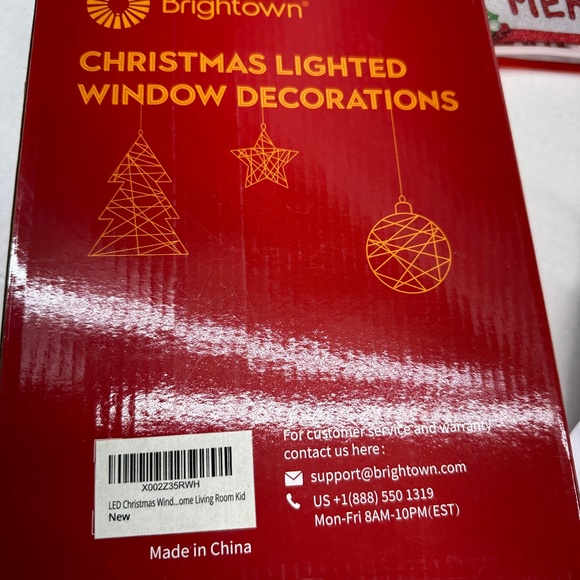 Brightown®
MER
CHRISTMAS LIGHTED
WINDOW DECORATIONS
For customer service and warranty
contact us here:
support@brightown.com
US +1(888) 550 1319
Mon-Fri 8AM-10PM(EST)
X002Z35RWH
LED Christmas Wind...ome Living Room Kid
New
Made in China